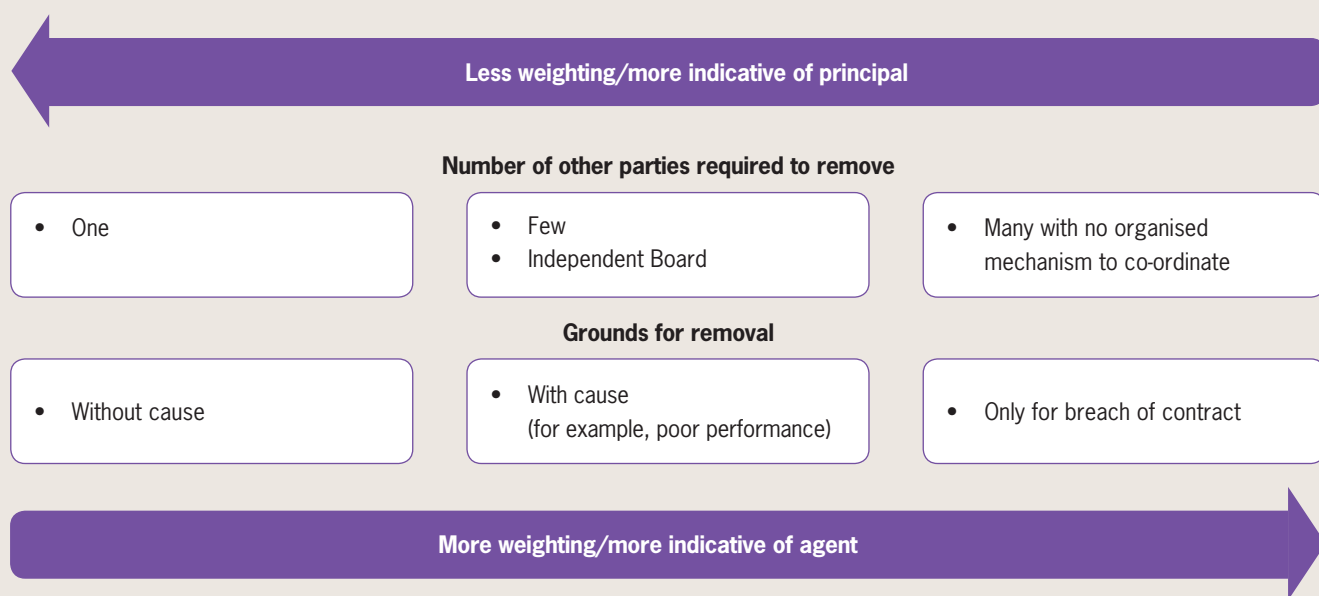 Less weighting/more indicative of principal
Number of other parties required to remove
• One
• Few
• Independent Board
• Many with no organised
mechanism to co-ordinate
Grounds for removal
• Without cause
• With cause
(for example, poor performance)
• Only for breach of contract
More weighting/more indicative of agent